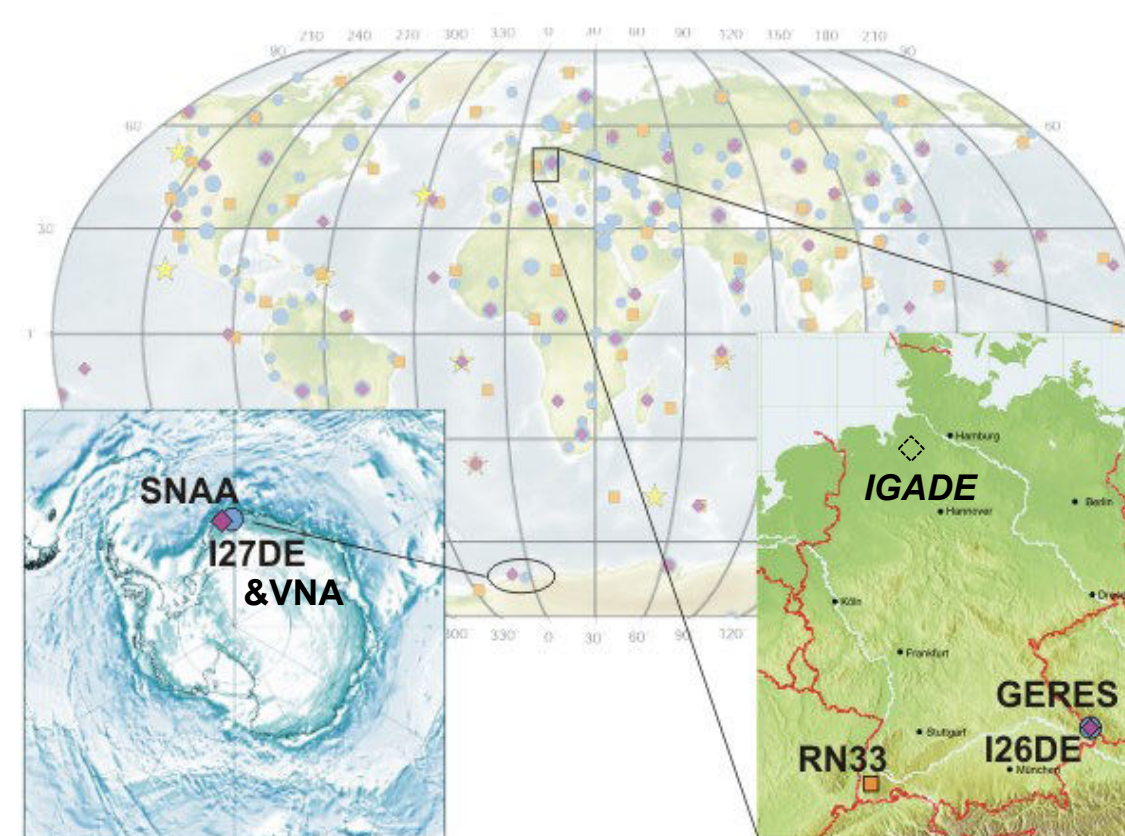 210 240 270 300 330 0 30 60 90 120 150 180 210
90 90
60 60
30
SNAA
I27DE
&VNA
300 330 0 30 60 90 120
Hamburg
IGADE
Hannover
Berlin
Köln
Frankfurt
GERES
Stuttgart
I26DE
RN33
München